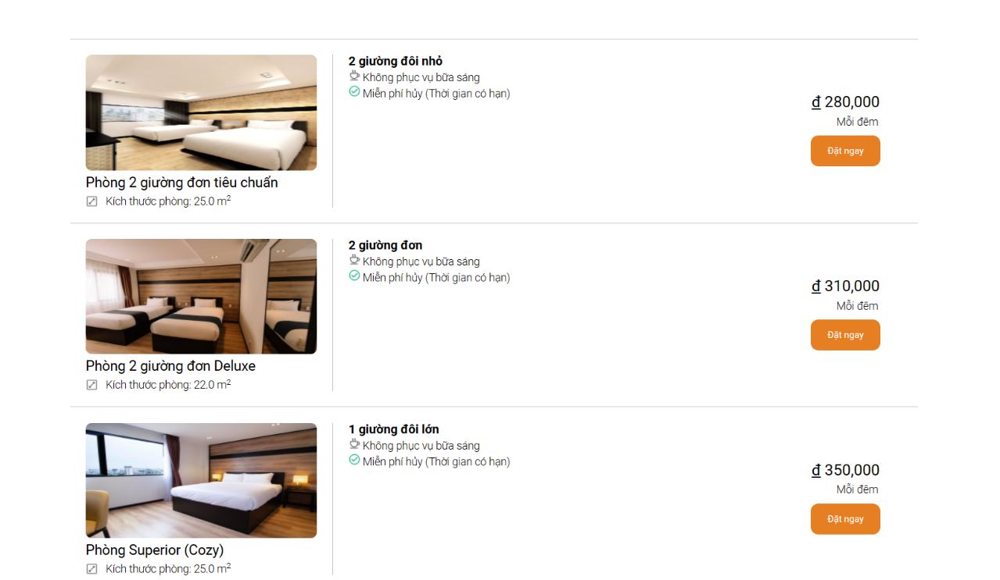 2 giường đôi nhỏ
Không phục vụ bữa sáng
Miễn phí hủy (Thời gian có hạn)
₫ 280,000
Mỗi đêm
Đặt ngay
Phòng 2 giường đơn tiêu chuẩn
Kích thước phòng: 25.0 m²
2 giường đơn
Không phục vụ bữa sáng
Miễn phí hủy (Thời gian có hạn)
₫ 310,000
Mỗi đêm
Đặt ngay
Phòng 2 giường đơn Deluxe
Kích thước phòng: 22.0 m²
1 giường đôi lớn
Không phục vụ bữa sáng
Miễn phí hủy (Thời gian có hạn)
₫ 350,000
Mỗi đêm
Đặt ngay
Phòng Superior (Cozy)
Kích thước phòng: 25.0 m²